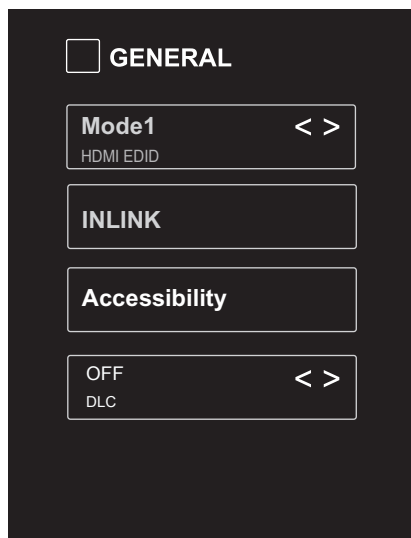 GENERAL
Mode1 < >
HDMI EDID
INLINK
Accessibility
OFF < >
DLC